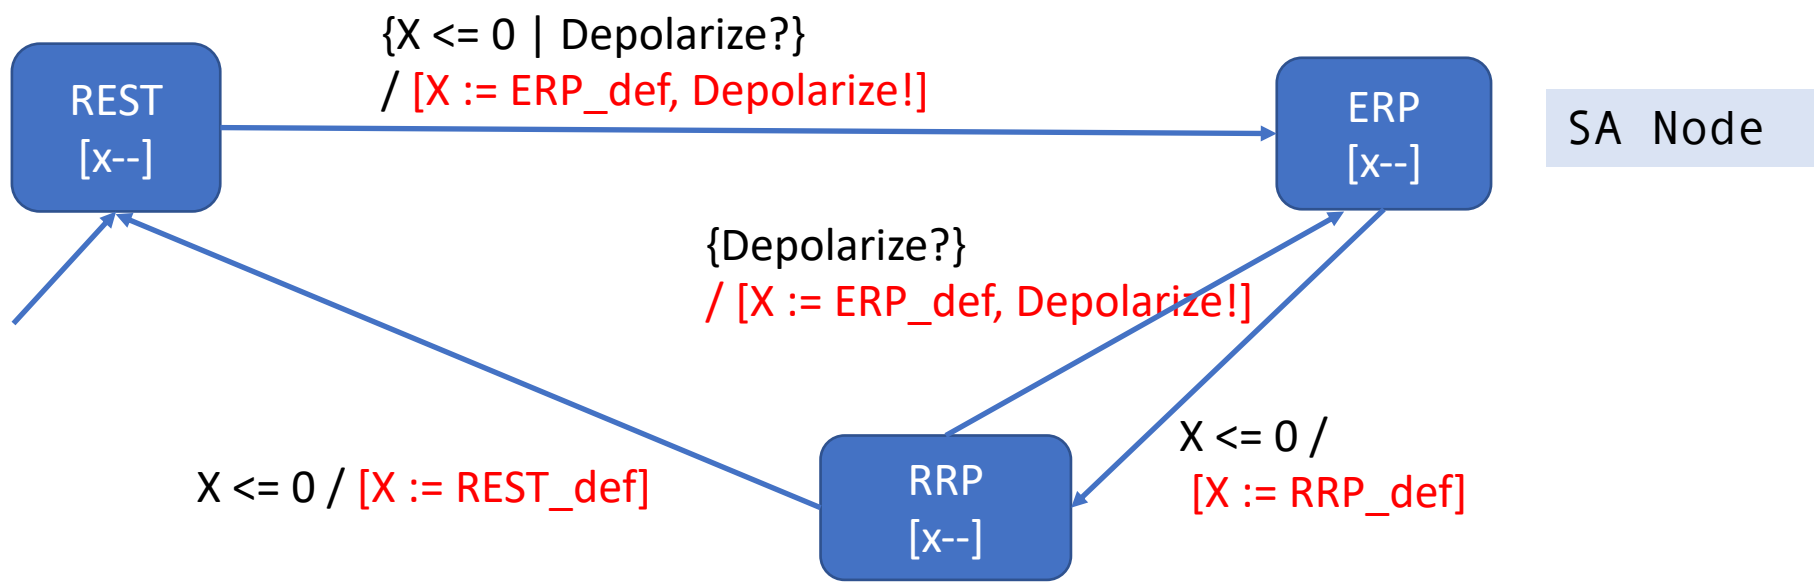 {X <= 0 | Depolarize?}
/ [X := ERP_def, Depolarize!]
REST
[x--]
ERP
[x--]
SA Node
{Depolarize?}
/ [X := ERP_def, Depolarize!]
X <= 0 /
[X := RRP_def]
X <= 0 / [X := REST_def]
RRP
[x--]